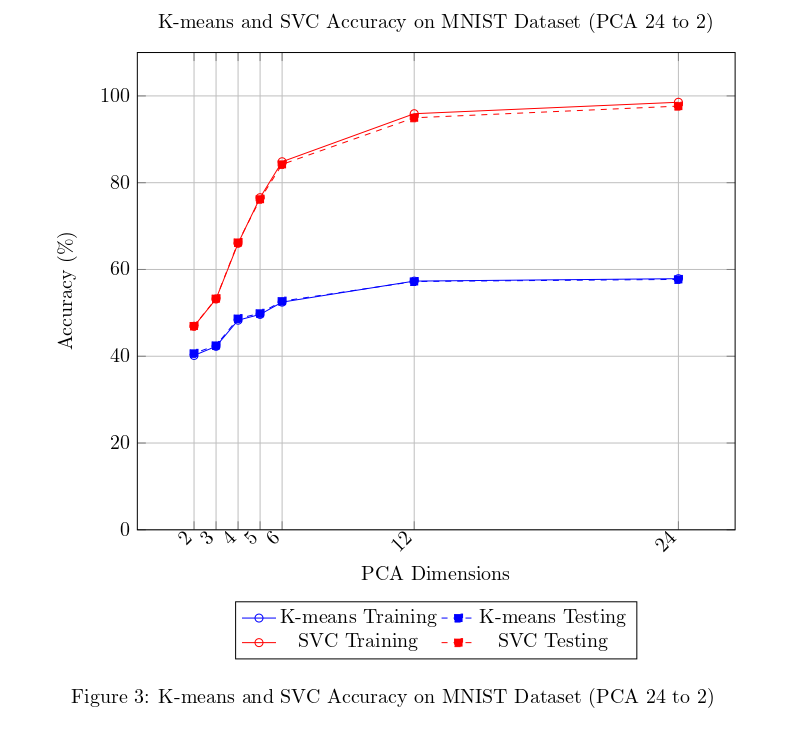 K-means and SVC Accuracy on MNIST Dataset (PCA 24 to 2)
100
80
60
40
20
0
Accuracy (%)
2 3 4 5 6 12 24
PCA Dimensions
K-means Training K-means Testing
SVC Training SVC Testing
Figure 3: K-means and SVC Accuracy on MNIST Dataset (PCA 24 to 2)